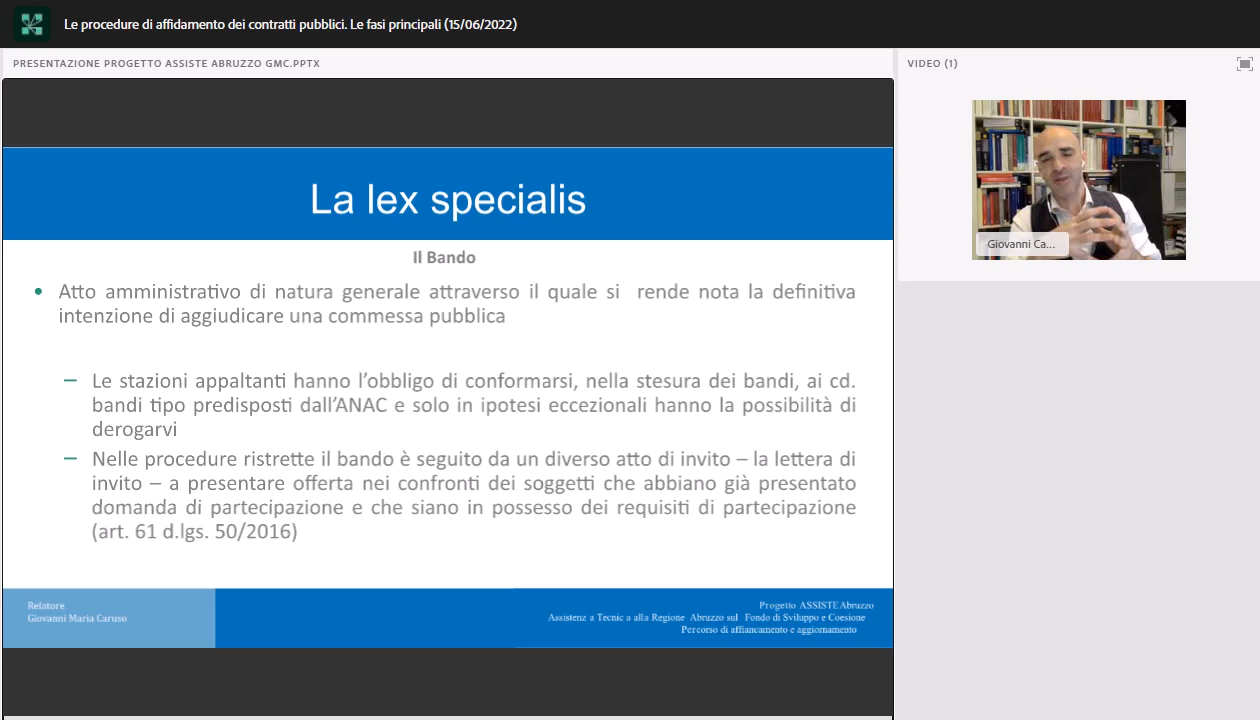 Le procedure di affidamento dei contratti pubblici. Le fasi principali (15/06/2022)
PRESENTAZIONE PROGETTO ASSISTE ABRUZZO GMC.PPTX
VIDEO (1)
La lex specialis
Il Bando
• Atto amministrativo di natura generale attraverso il quale si rende nota la definitiva
intenzione di aggiudicare una commessa pubblica
– Le stazioni appaltanti hanno l'obbligo di conformarsi, nella stesura dei bandi, ai cd.
bandi tipo predisposti dall'ANAC e solo in ipotesi eccezionali hanno la possibilità di
derogarvi
– Nelle procedure ristrette il bando è seguito da un diverso atto di invito – la lettera di
invito – a presentare offerta nei confronti dei soggetti che abbiano già presentato
domanda di partecipazione e che siano in possesso dei requisiti di partecipazione
(art. 61 d.lgs. 50/2016)
Relatore
Giovanni Maria Caruso
Progetto ASSISTE Abruzzo
Assistenz a Tecnic a alla Regione Abruzzo sul Fondo di Sviluppo e Coesione
Percorso di affiancamento e aggiornamento
Giovanni Ca...